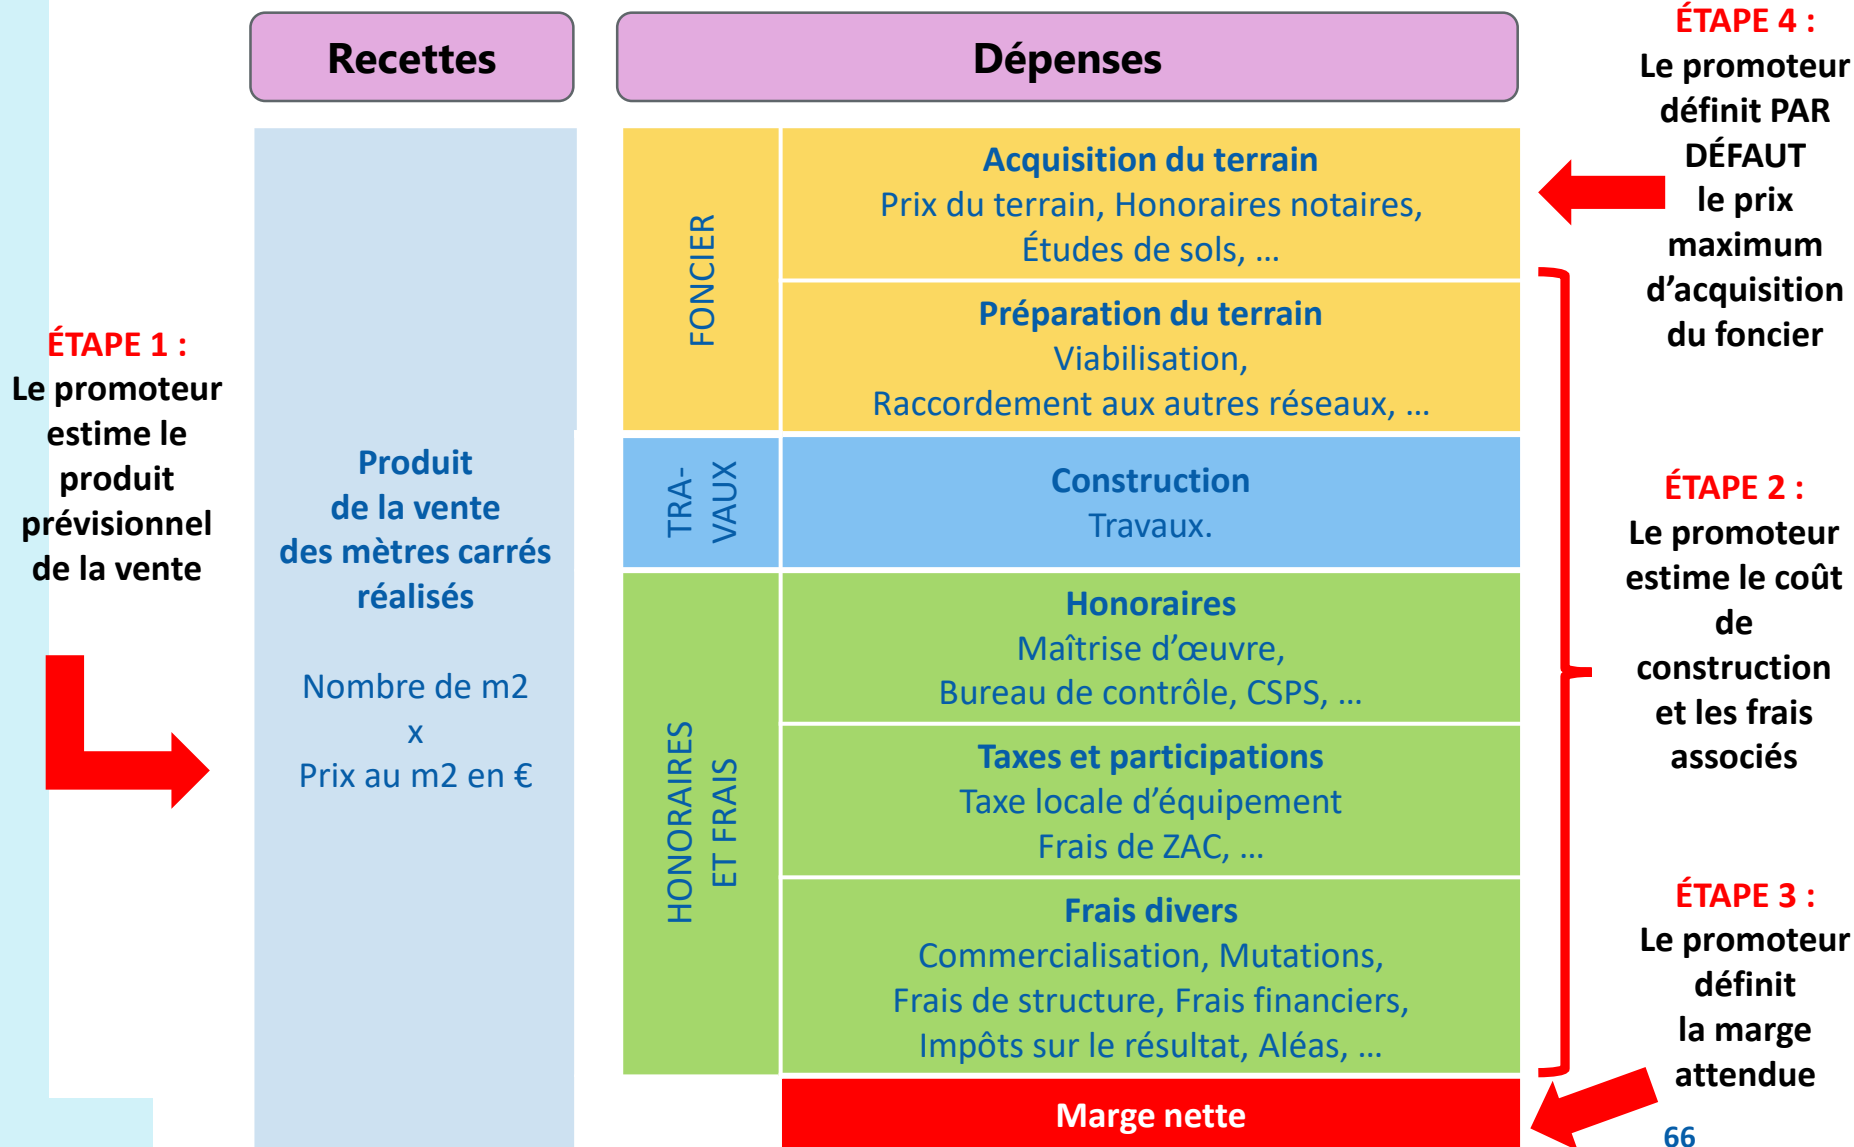 Recettes
Dépenses
ÉTAPE 1 :
Le promoteur
estime le
produit
prévisionnel
de la vente
Produit
de la vente
des mètres carrés
réalisés
Nombre de m2
x
Prix au m2 en €
FONCIER
Acquisition du terrain
Prix du terrain, Honoraires notaires,
Études de sols, ...
Préparation du terrain
Viabilisation,
Raccordement aux autres réseaux, ...
TRA-
VAUX
Construction
Travaux.
HONORAIRES
ET FRAIS
Honoraires
Maîtrise d’œuvre,
Bureau de contrôle, CSPS, ...
Taxes et participations
Taxe locale d’équipement
Frais de ZAC, ...
Frais divers
Commercialisation, Mutations,
Frais de structure, Frais financiers,
Impôts sur le résultat, Aléas, ...
Marge nette
ÉTAPE 4 :
Le promoteur
définit PAR
DÉFAUT
le prix
maximum
d’acquisition
du foncier
ÉTAPE 2 :
Le promoteur
estime le coût
de
construction
et les frais
associés
ÉTAPE 3 :
Le promoteur
définit
la marge
attendue
66